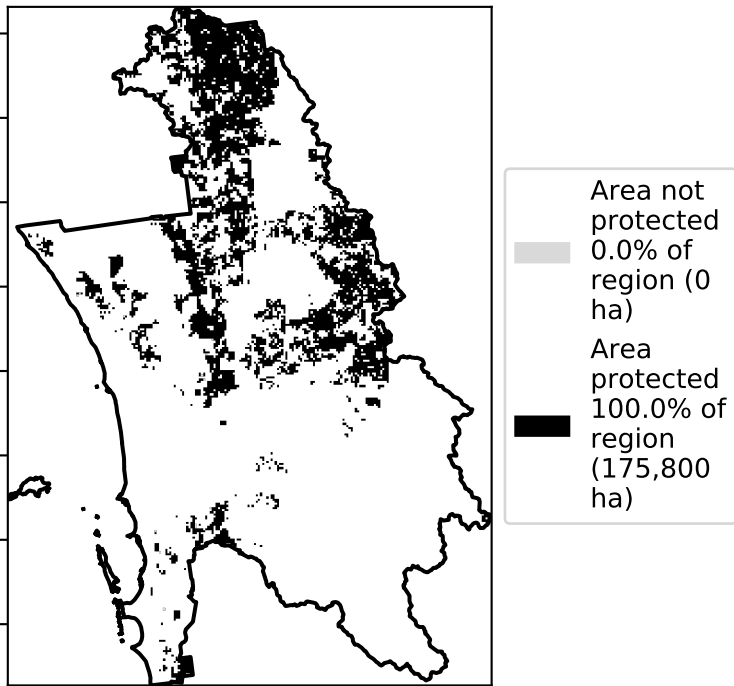 Area not
protected
0.0% of
region (0
ha)
Area
protected
100.0% of
region
(175,800
ha)